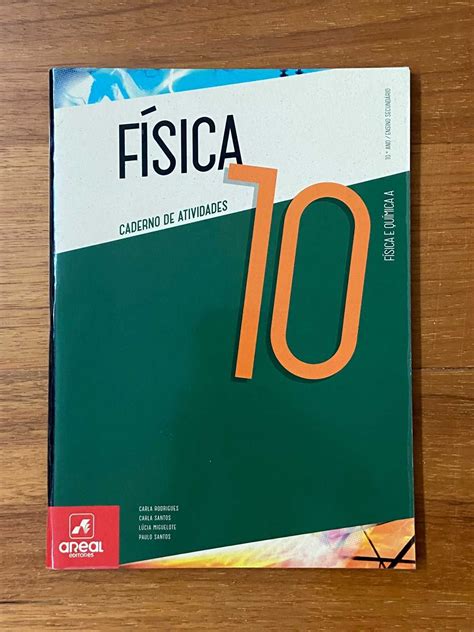 FÍSICA
CADERNO DE ATIVIDADES
10
10.º ANO / ENSINO SECUNDÁRIO
FÍSICA E QUÍMICA A
CARLA RODRIGUES
CARLA SANTOS
LÚCIA MIGUELOTE
PAULO SANTOS
aREaL
EDITORES